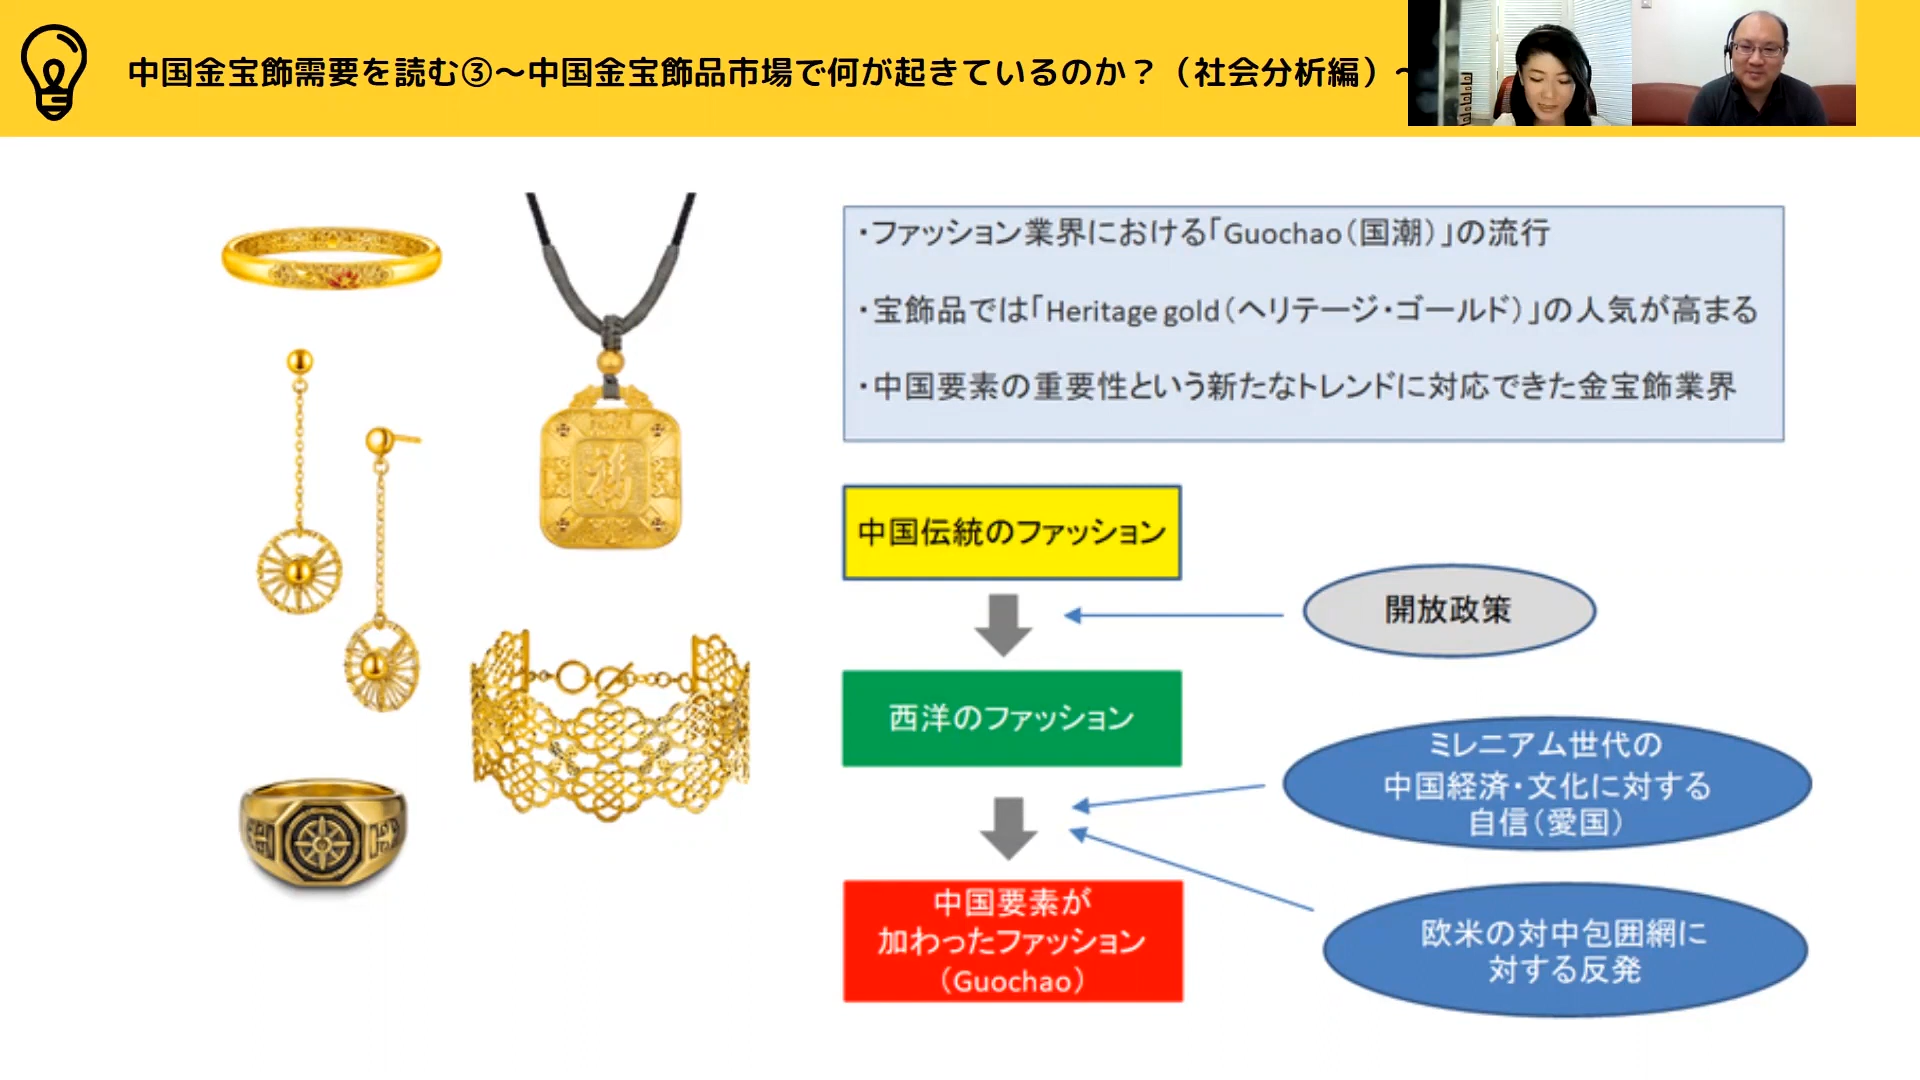 中国金宝飾需要を読む③～中国金宝飾品市場で何が起きているのか？（社会分析編）～
・ファッション業界における「Guochao（国潮）」の流行
・宝飾品では「Heritage gold（ヘリテージ・ゴールド）」の人気が高まる
・中国要素の重要性という新たなトレンドに対応できた金宝飾業界
福
中国伝統のファッション
開放政策
西洋のファッション
ミレニアム世代の
中国経済・文化に対する
自信（愛国）
中国要素が
加わったファッション
（Guochao）
欧米の対中包囲網に
対する反発